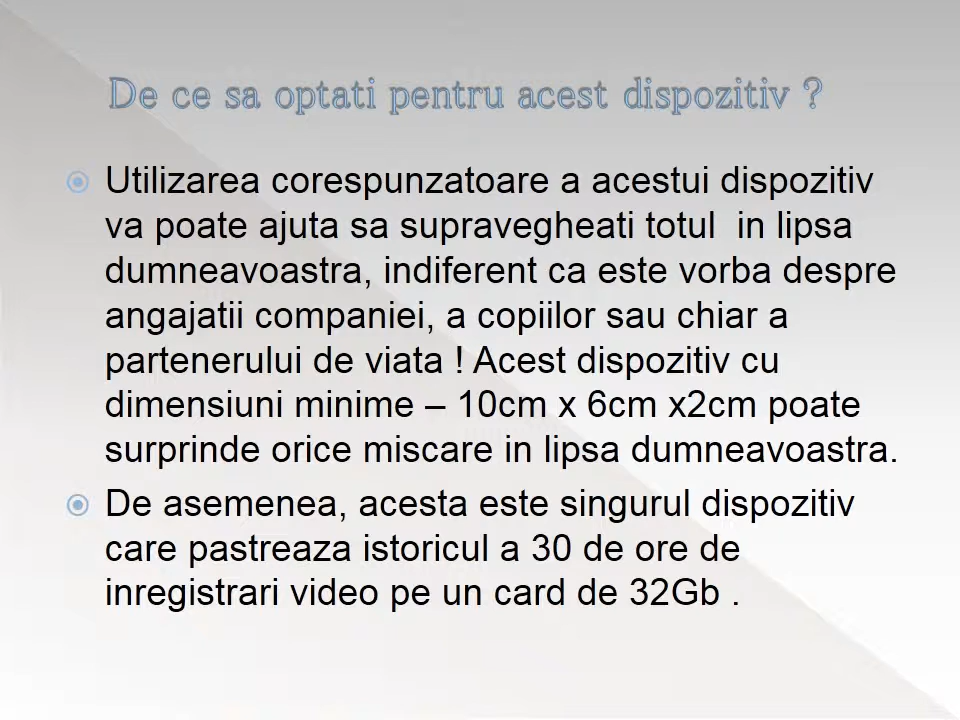 De ce sa optati pentru acest dispozitiv ?
Utilizarea corespunzatoare a acestui dispozitiv
va poate ajuta sa supravegheati totul  in lipsa
dumneavoastra, indiferent ca este vorba despre
angajatii companiei, a copiilor sau chiar a
partenerului de viata ! Acest dispozitiv cu
dimensiuni minime – 10cm x 6cm x2cm poate
surprinde orice miscare in lipsa dumneavoastra.
De asemenea, acesta este singurul dispozitiv
care pastreaza istoricul a 30 de ore de
inregistrari video pe un card de 32Gb .